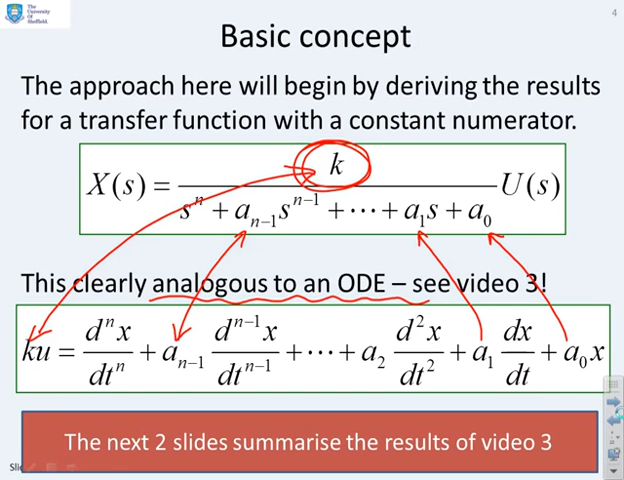 The
University
Of
Sheffield.
4
Basic concept
The approach here will begin by deriving the results
for a transfer function with a constant numerator.
X(s) = k / (s^n + a_{n-1}s^{n-1} + ⋯ + a_1s + a_0) U(s)
This clearly analogous to an ODE – see video 3!
ku = d^n x/dt^n + a_{n-1} d^{n-1}x/dt^{n-1} + ⋯ + a_2 d^2x/dt^2 + a_1 dx/dt + a_0x
The next 2 slides summarise the results of video 3